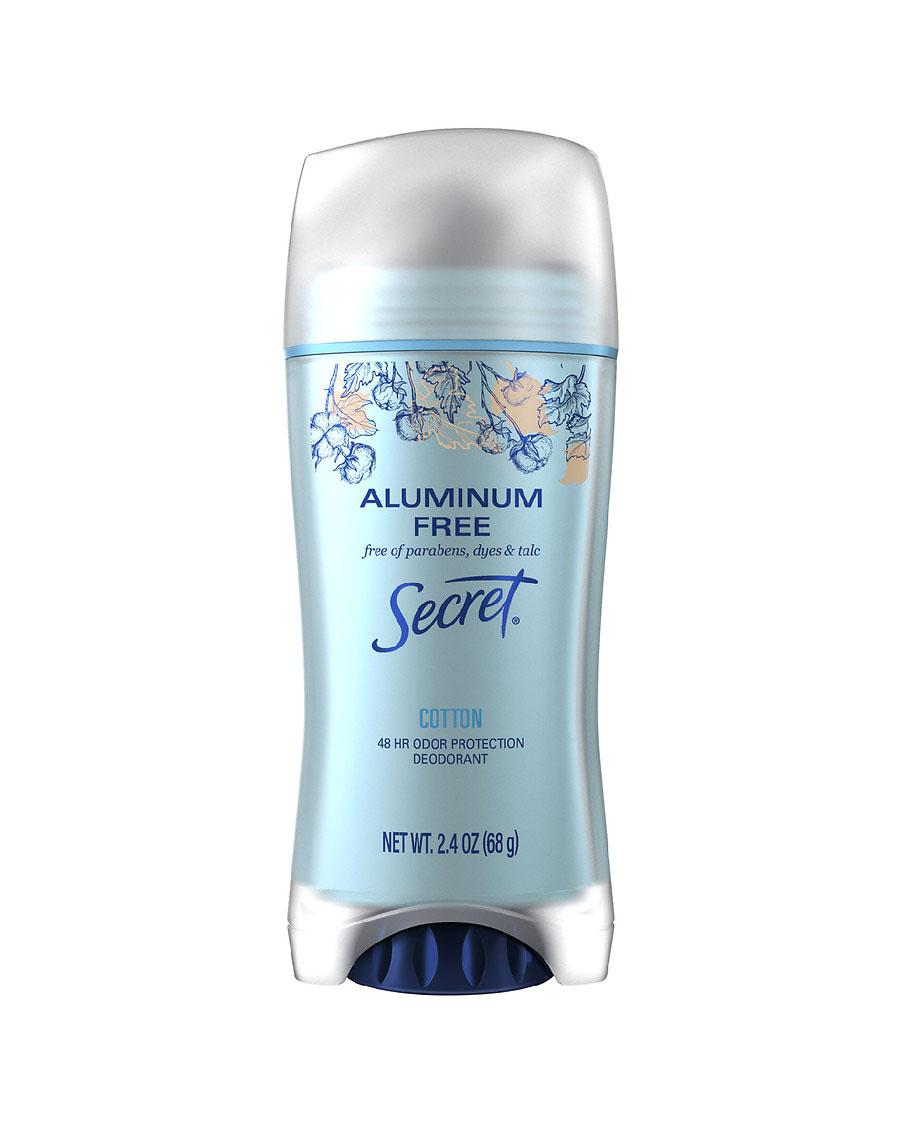 ALUMINUM
FREE
free of parabens, dyes & talc
Secret®
COTTON
48 HR ODOR PROTECTION
DEODORANT
NET WT. 2.4 OZ (68 g)